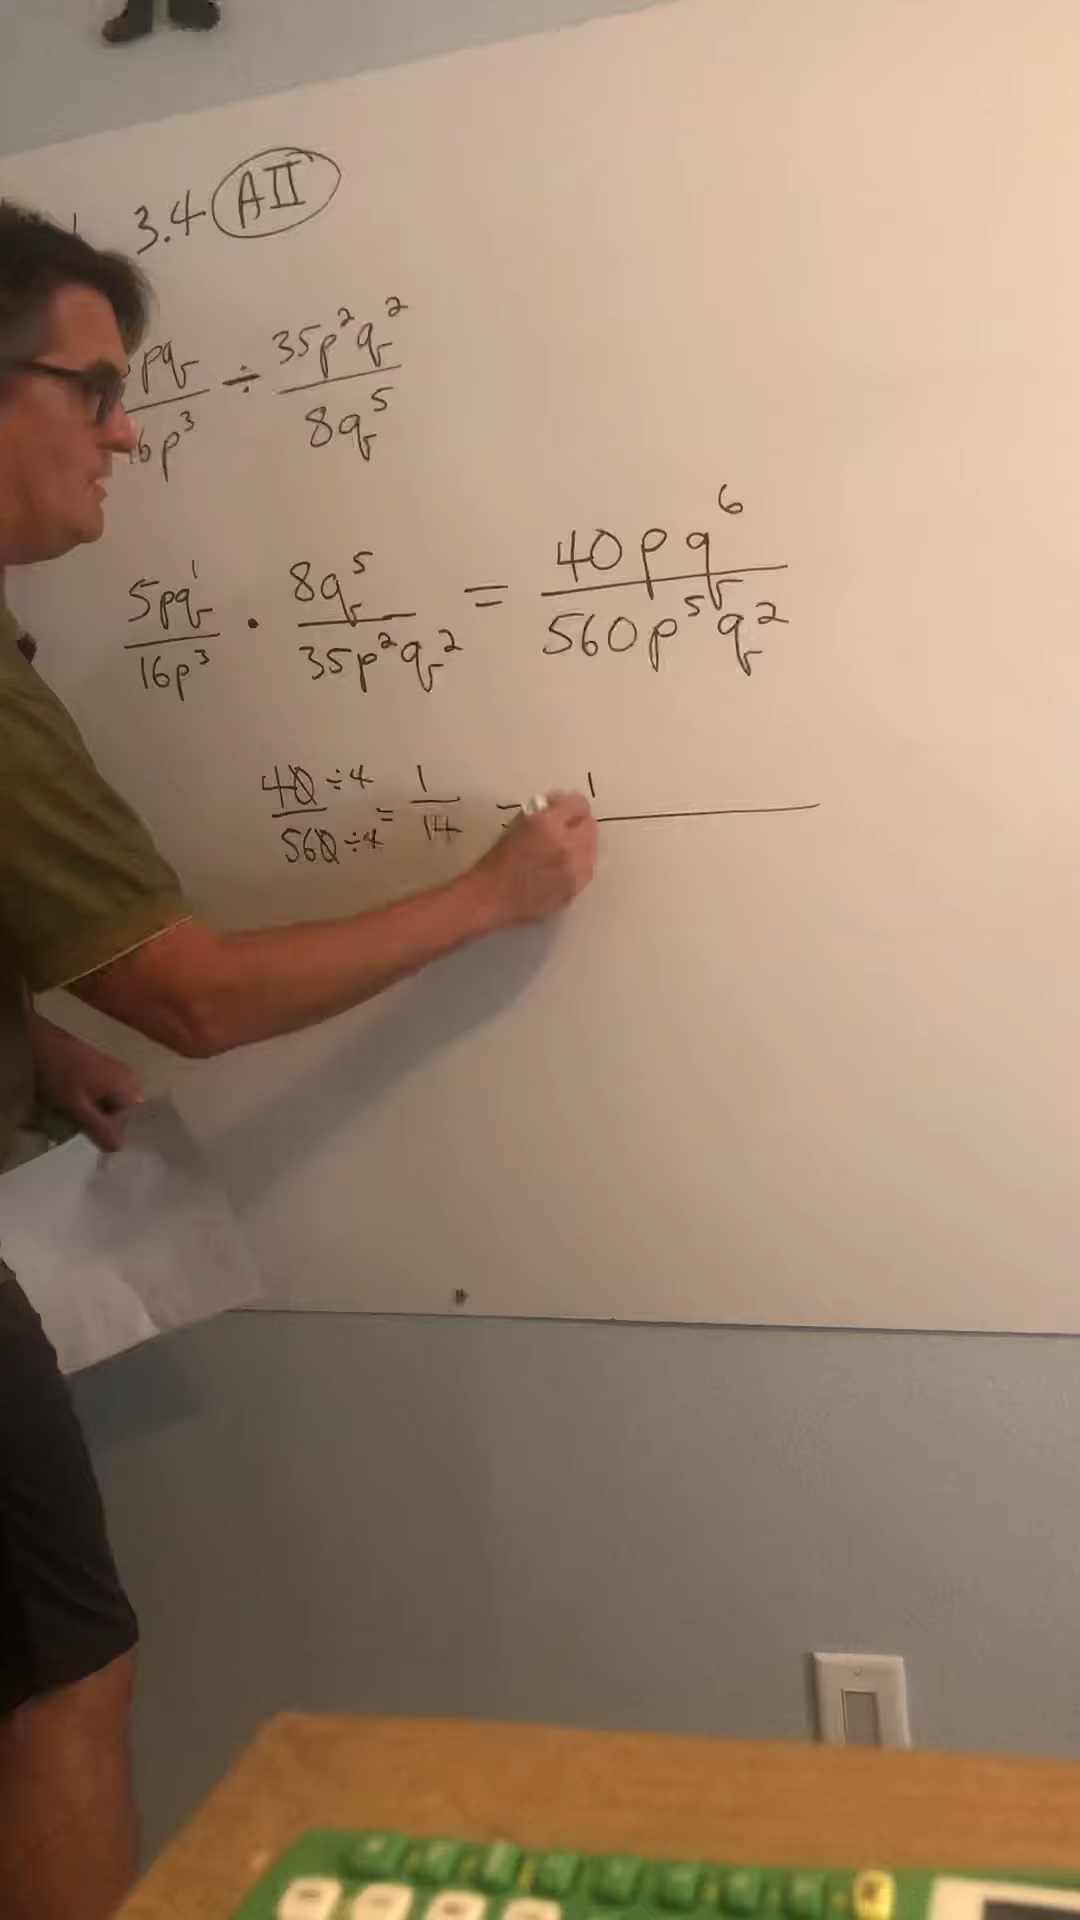 3.4 AII
pq/6p³ ÷ 35p²q²/8q⁵
5pq¹/16p³ · 8q⁵/35p²q² = 40pq⁶/560p⁵q²
40÷4/560÷4 = 1/14 = 1